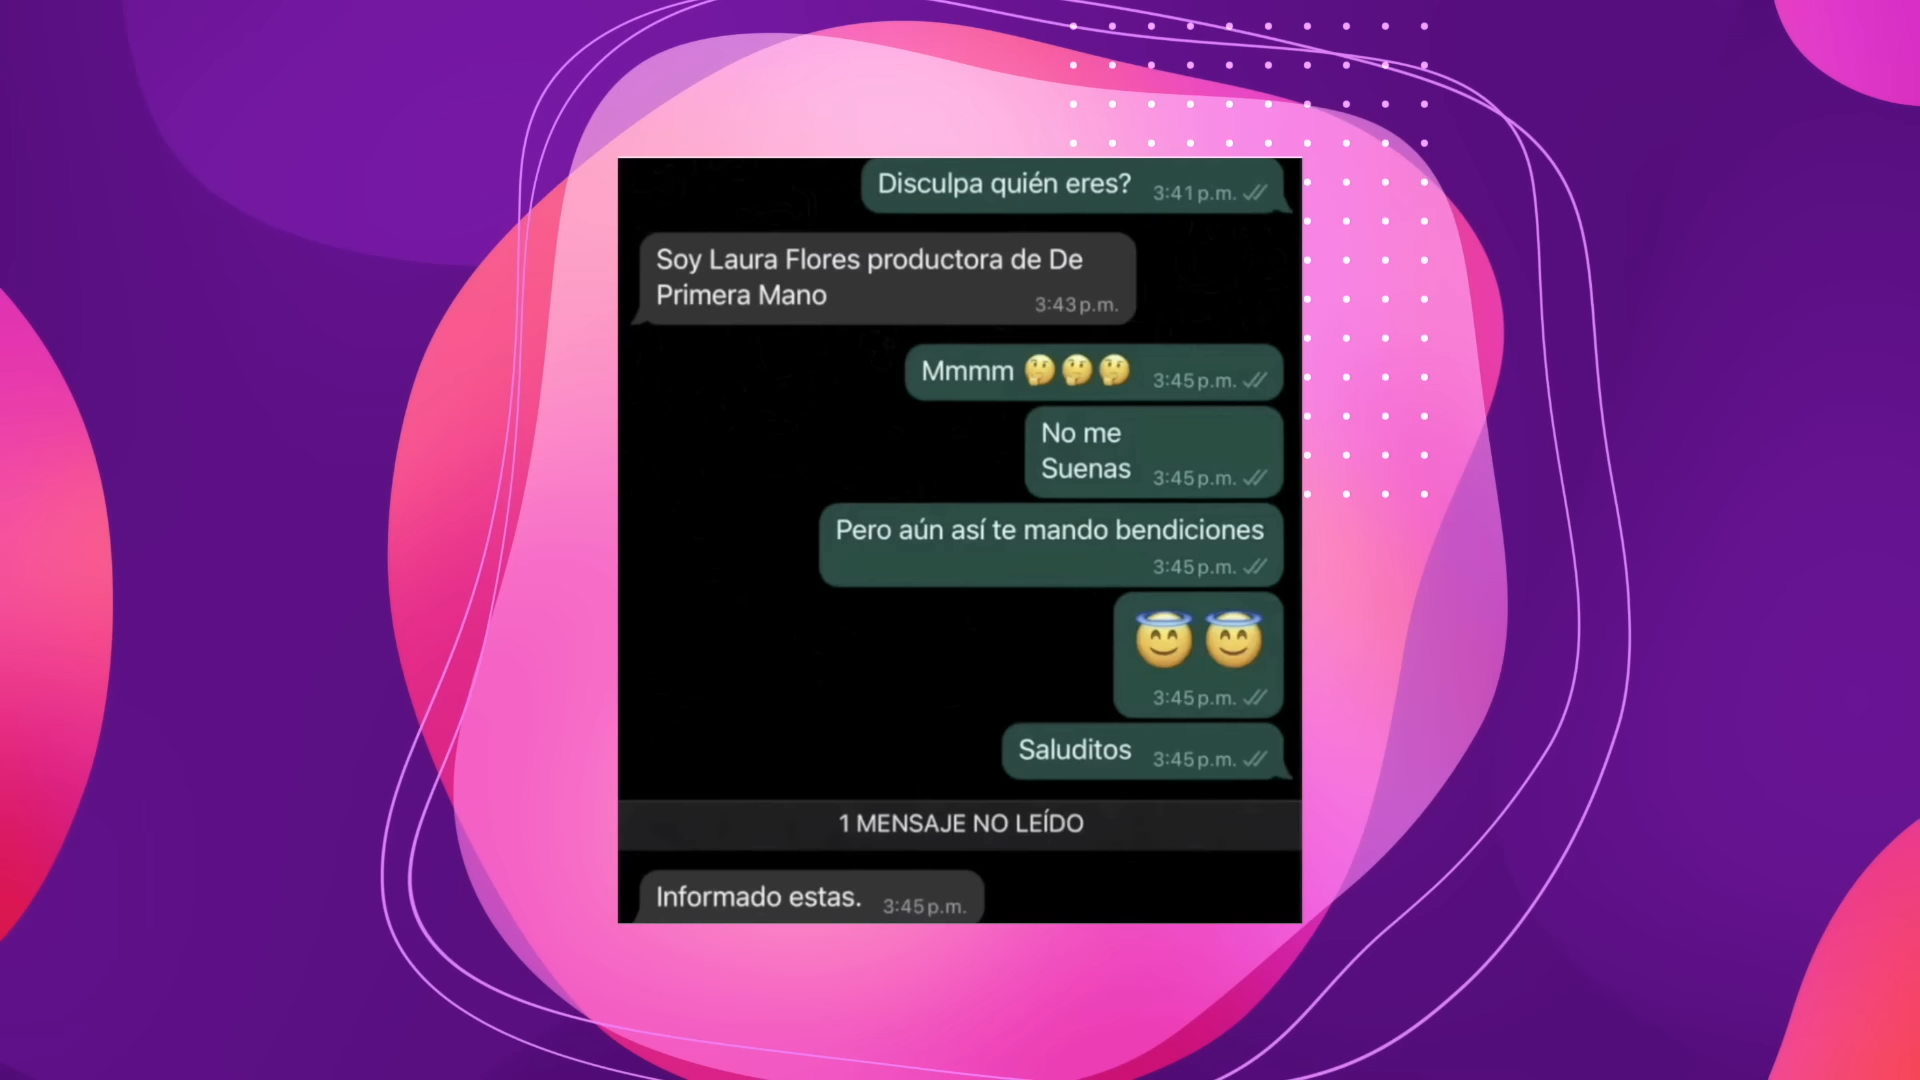 Disculpa quién eres? 3:41 p.m.
Soy Laura Flores productora de De
Primera Mano 3:43 p.m.
Mmmm 🤔🤔🤔 3:45 p.m.
No me
Suenas 3:45 p.m.
Pero aún así te mando bendiciones
3:45 p.m.
😇😇
3:45 p.m.
Saluditos 3:45 p.m.
1 MENSAJE NO LEÍDO
Informado estas. 3:45 p.m.